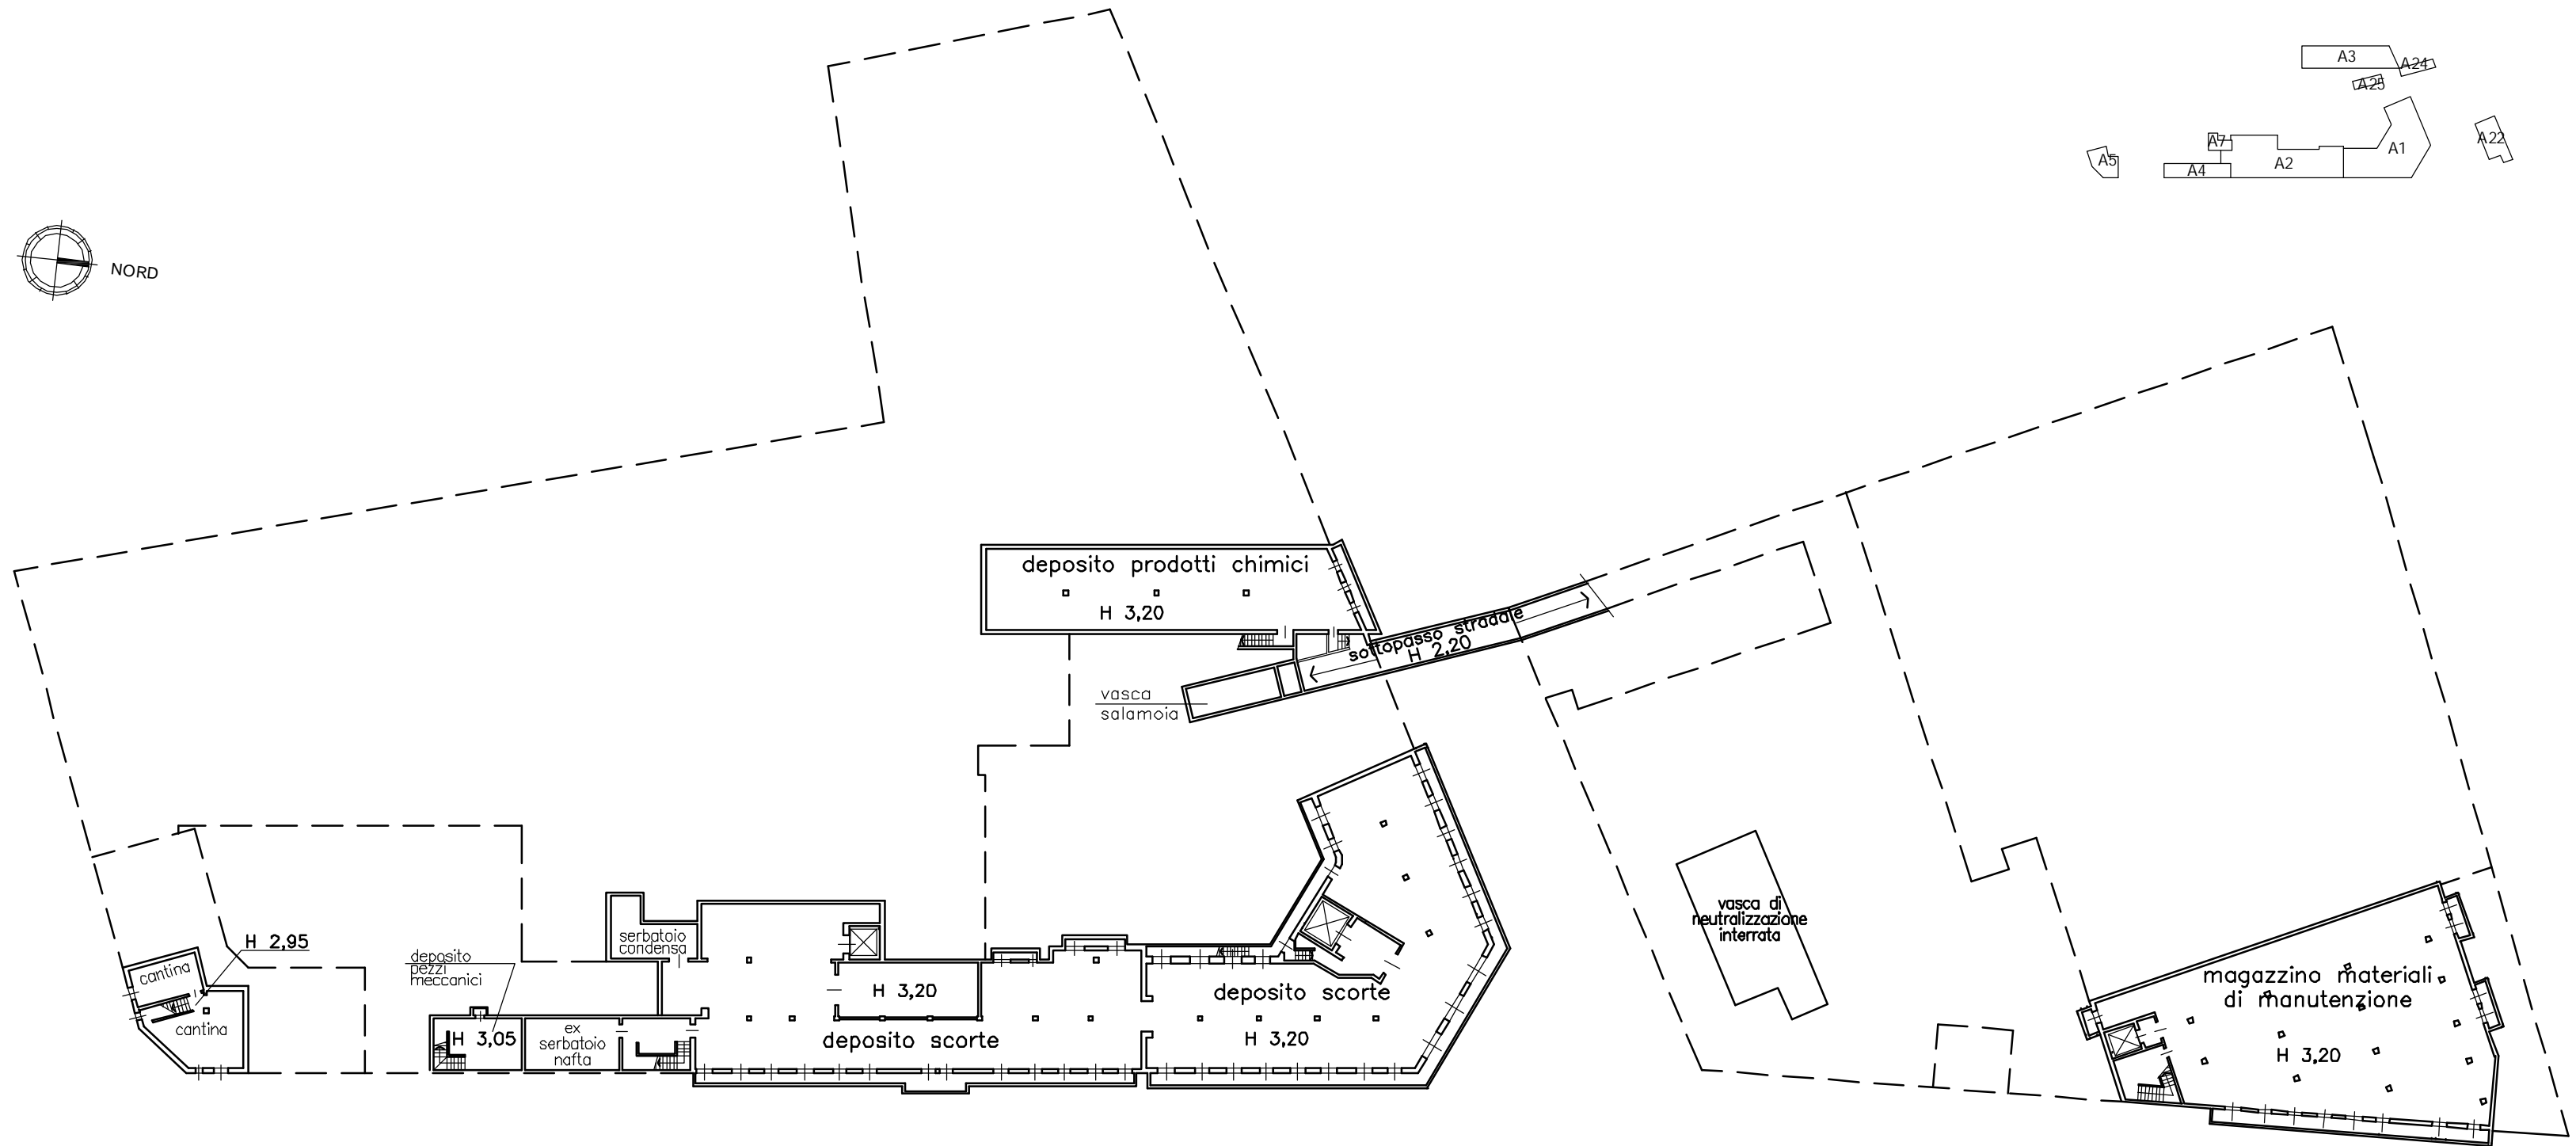 A3
A24
A25
A7
A22
A1
A5
A2
A4
NORD
deposito prodotti chimici
H 3,20
sottopasso stradale
H 2,20
vasca
salamoia
vasca di
neutralizzazione
interrata
serbatoio
condensa
H 2,95
deposito
pezzi
meccanici
cantina
cantina
H 3,05
ex
serbatoio
nafta
H 3,20
deposito scorte
deposito scorte
H 3,20
magazzino materiali
di manutenzione
H 3,20